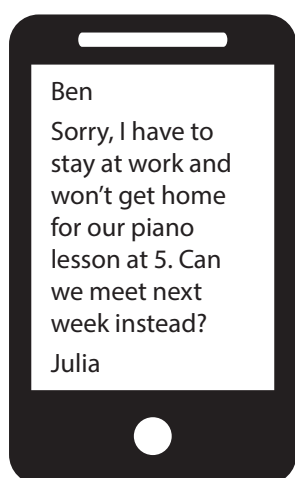 Ben
Sorry, I have to
stay at work and
won’t get home
for our piano
lesson at 5. Can
we meet next
week instead?
Julia